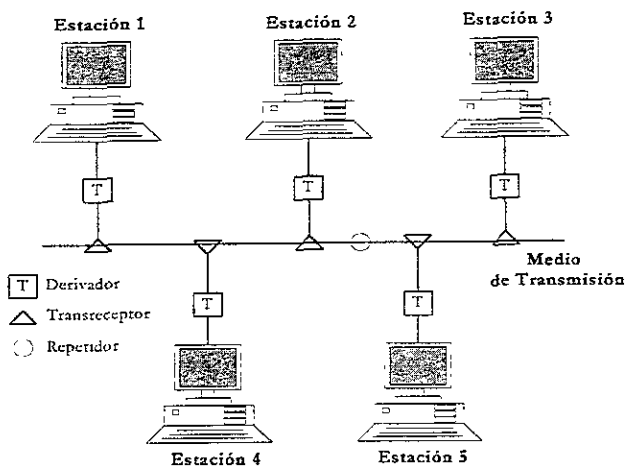 Estación 1
Estación 2
Estación 3
T
T
T
Medio
de Transmisión
T Derivador
Transreceptor
Repetidor
T
T
Estación 4
Estación 5